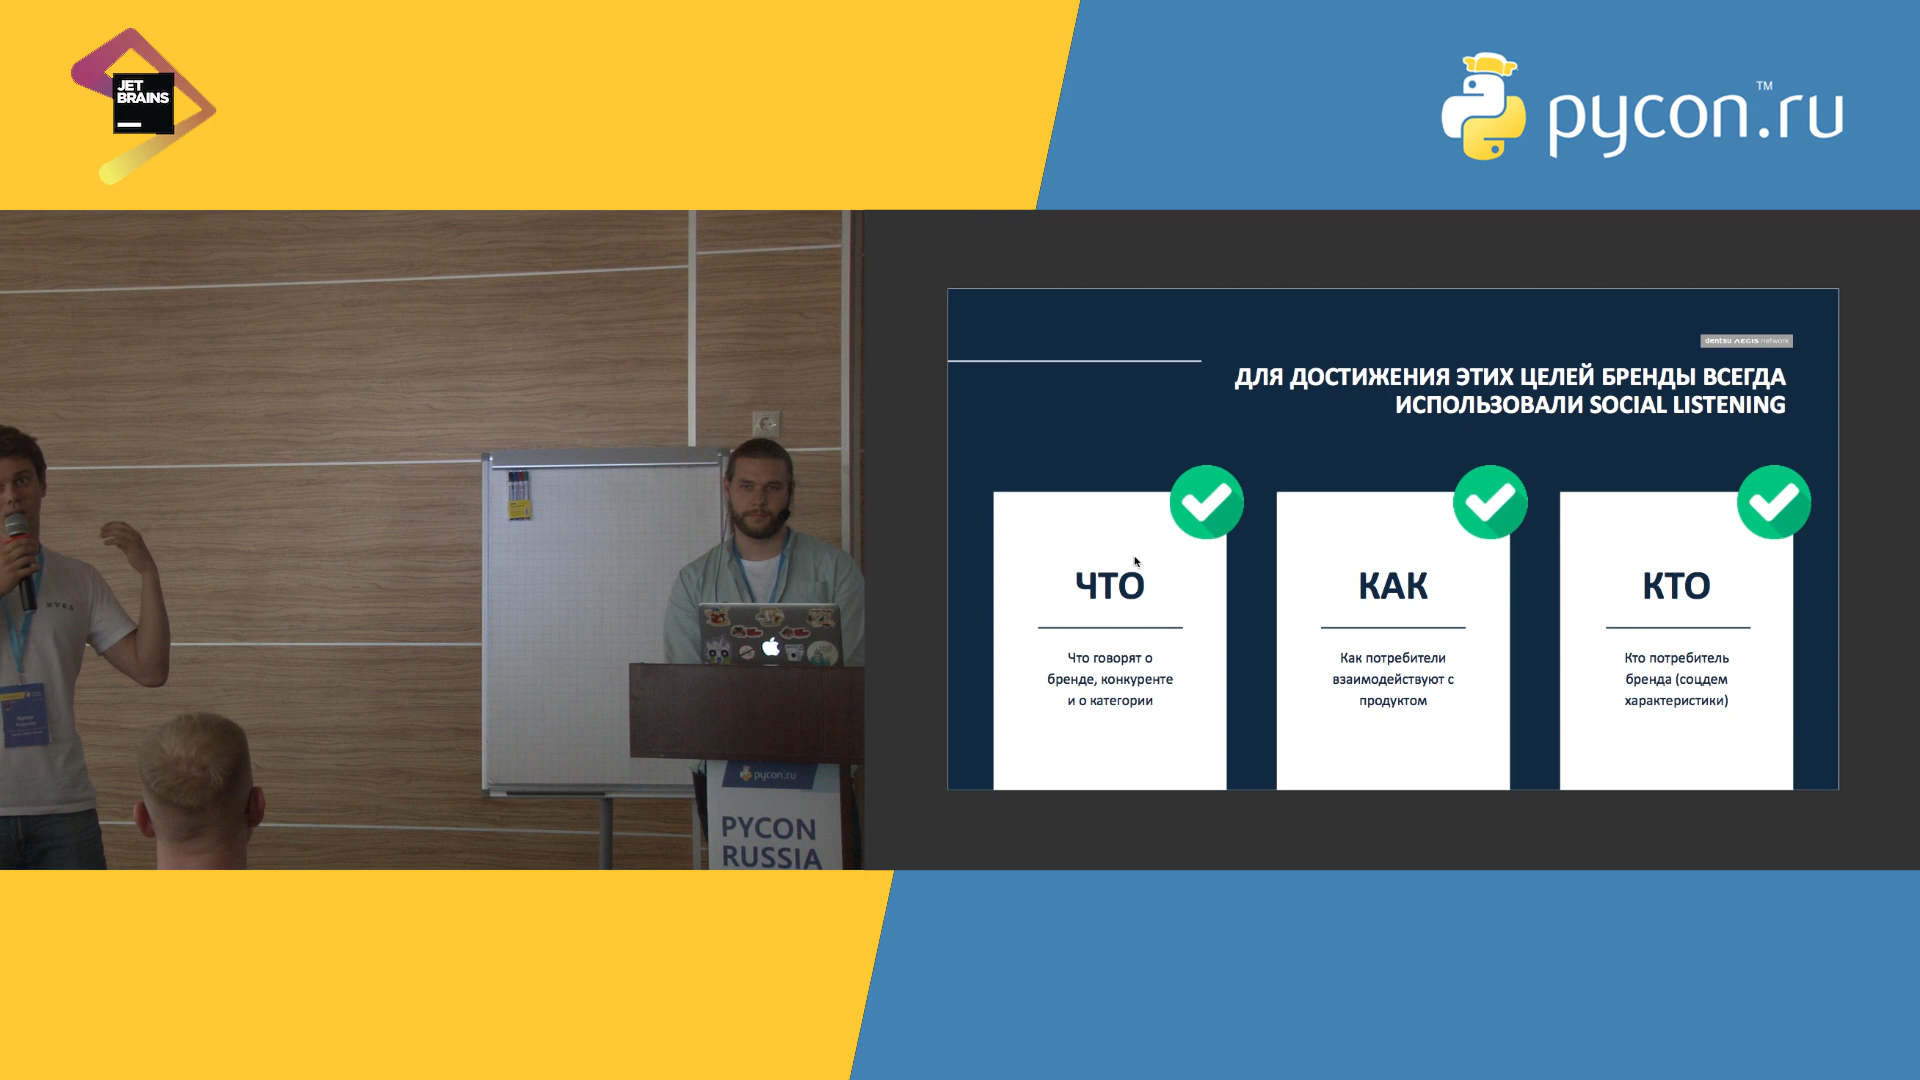 JET
BRAINS
pycon.ru
TM
dentsu AEGIS network
ДЛЯ ДОСТИЖЕНИЯ ЭТИХ ЦЕЛЕЙ БРЕНДЫ ВСЕГДА
ИСПОЛЬЗОВАЛИ SOCIAL LISTENING
ЧТО
Что говорят о
бренде, конкуренте
и о категории
КАК
Как потребители
взаимодействуют с
продуктом
КТО
Кто потребитель
бренда (соцдем
характеристики)
pycon.ru
PYCON
RUSSIA